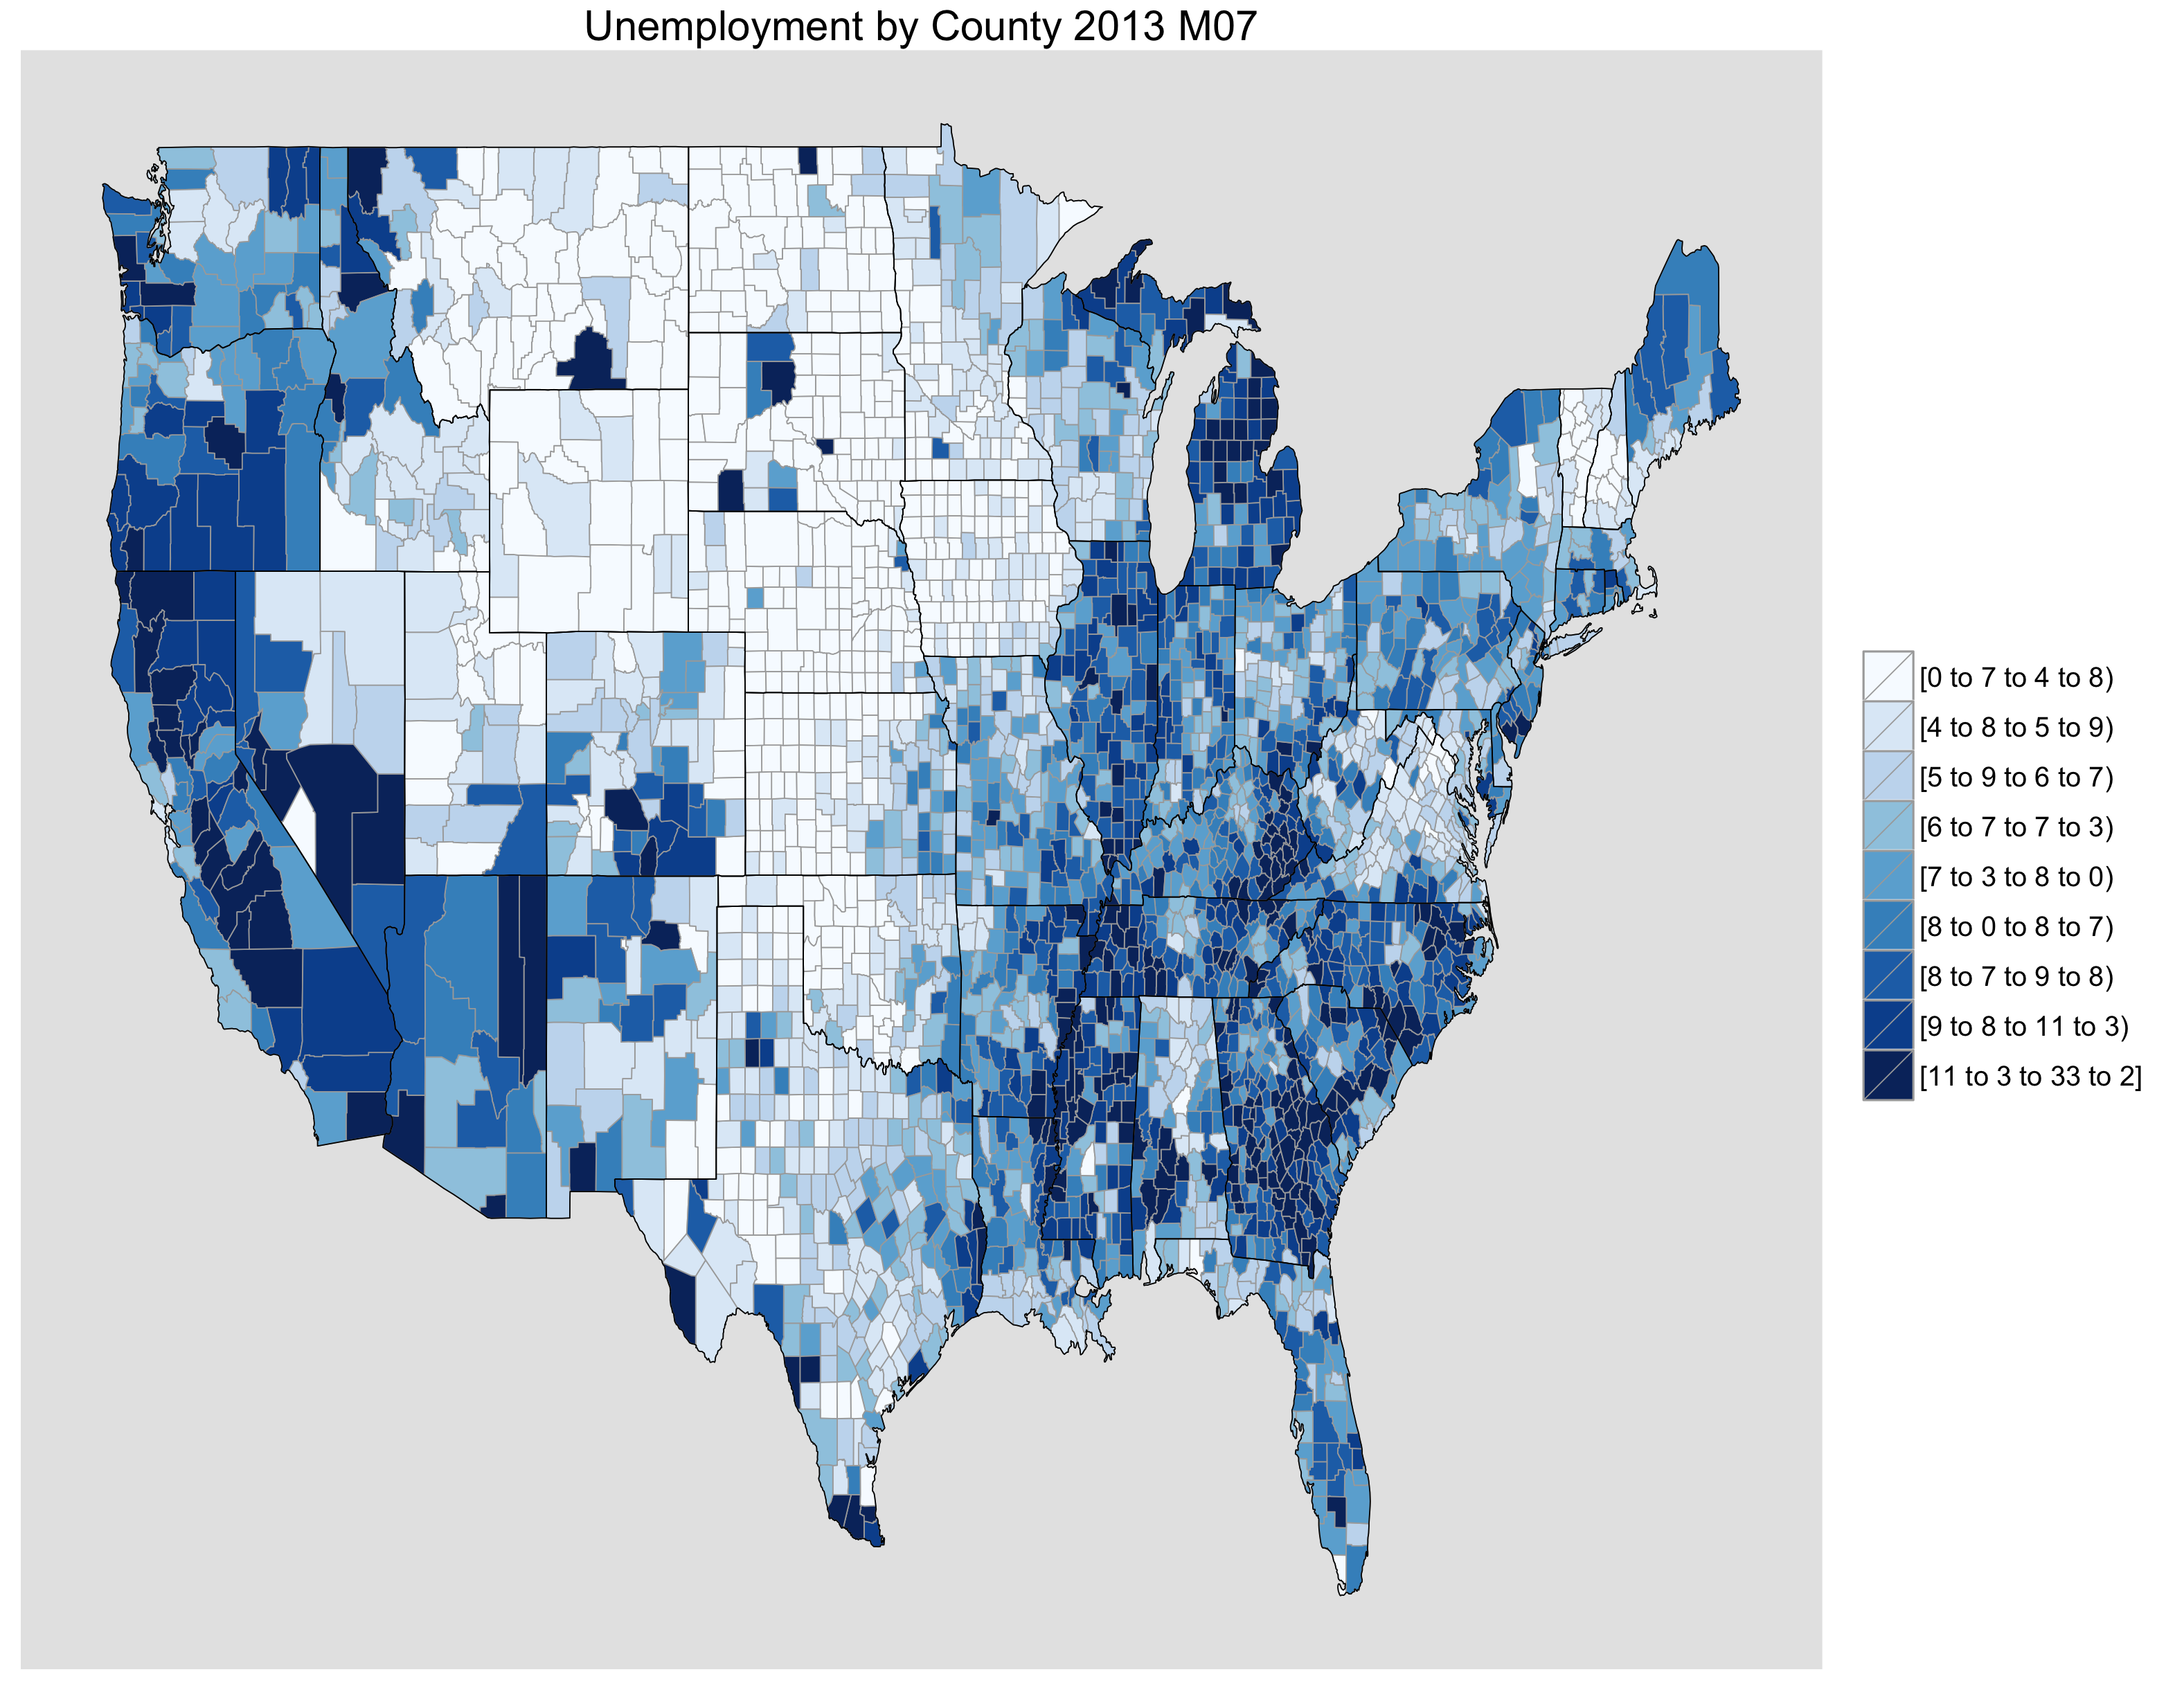 Unemployment by County 2013 M07
[0 to 7 to 4 to 8)
[4 to 8 to 5 to 9)
[5 to 9 to 6 to 7)
[6 to 7 to 7 to 3)
[7 to 3 to 8 to 0)
[8 to 0 to 8 to 7)
[8 to 7 to 9 to 8)
[9 to 8 to 11 to 3)
[11 to 3 to 33 to 2]